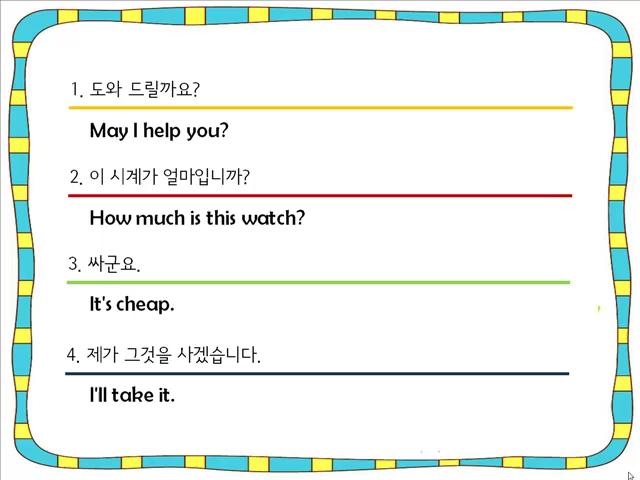 1. 도와 드릴까요?
May I help you?
2. 이 시계가 얼마입니까?
How much is this watch?
3. 싸군요.
It's cheap.
4. 제가 그것을 사겠습니다.
I'll take it.